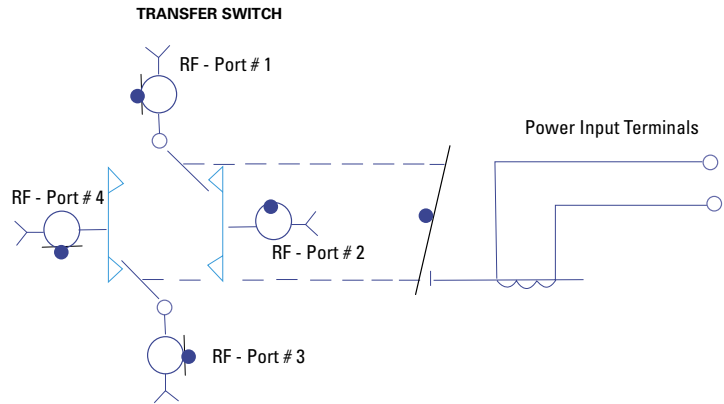 TRANSFER SWITCH
RF - Port # 1
Power Input Terminals
RF - Port # 4
RF - Port # 2
RF - Port # 3